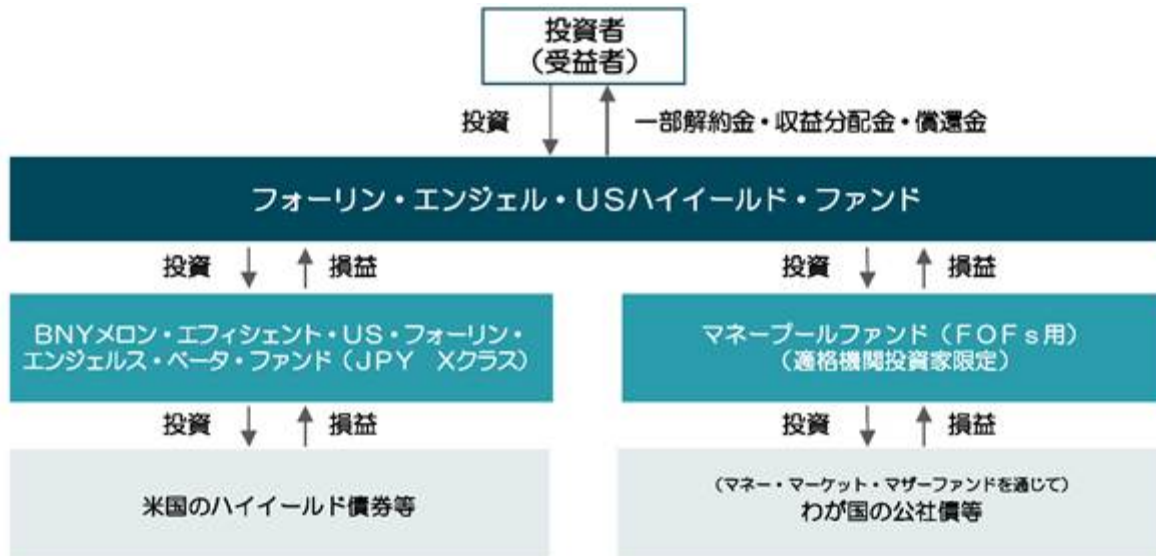 投資者
（受益者）
投資
一部解約金・収益分配金・償還金
フォーリン・エンジェル・ＵＳハイイールド・ファンド
投資
損益
投資
損益
ＢＮＹメロン・エフィシェント・ＵＳ・フォーリン・
エンジェルス・ベータ・ファンド（ＪＰＹ　Ｘクラス）
マネープールファンド（ＦＯＦｓ用）
（適格機関投資家限定）
投資
損益
投資
損益
米国のハイイールド債券等
（マネー・マーケット・マザーファンドを通じて）
わが国の公社債等